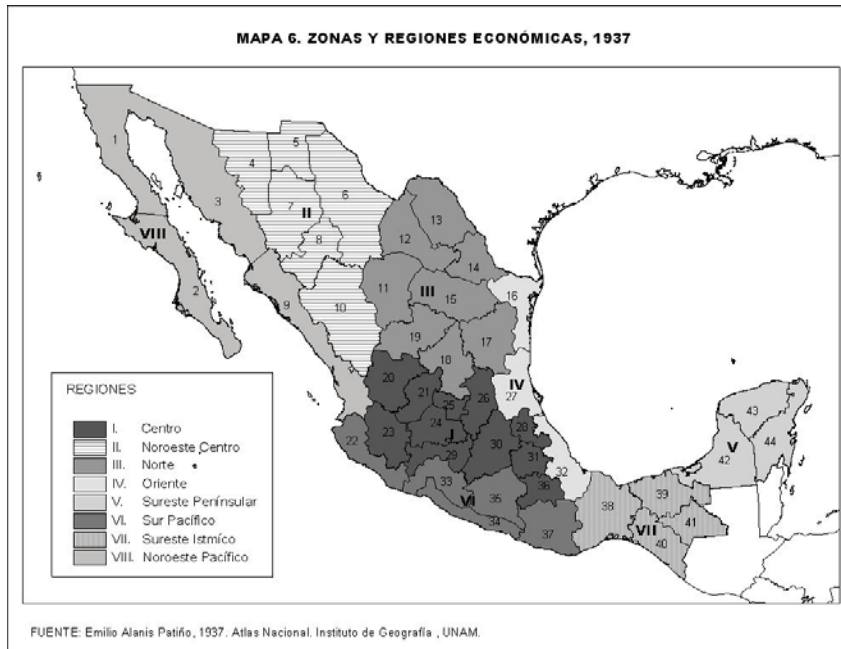 MAPA 6. ZONAS Y REGIONES ECONÓMICAS, 1937
1
2
3
4
5
6
7
8
9
10
11
12
13
14
15
16
17
18
19
20
21
22
23
24
25
26
27
28
29
30
31
32
33
34
35
36
37
38
39
40
41
42
43
44
VIII
II
III
IV
I
VI
VII
V
REGIONES
I. Centro
II. Noroeste Centro
III. Norte
IV. Oriente
V. Sureste Penínsular
VI. Sur Pacífico
VII. Sureste Istmíco
VIII. Noroeste Pacífico
FUENTE: Emilio Alanis Patiño, 1937. Atlas Nacional. Instituto de Geografía , UNAM.